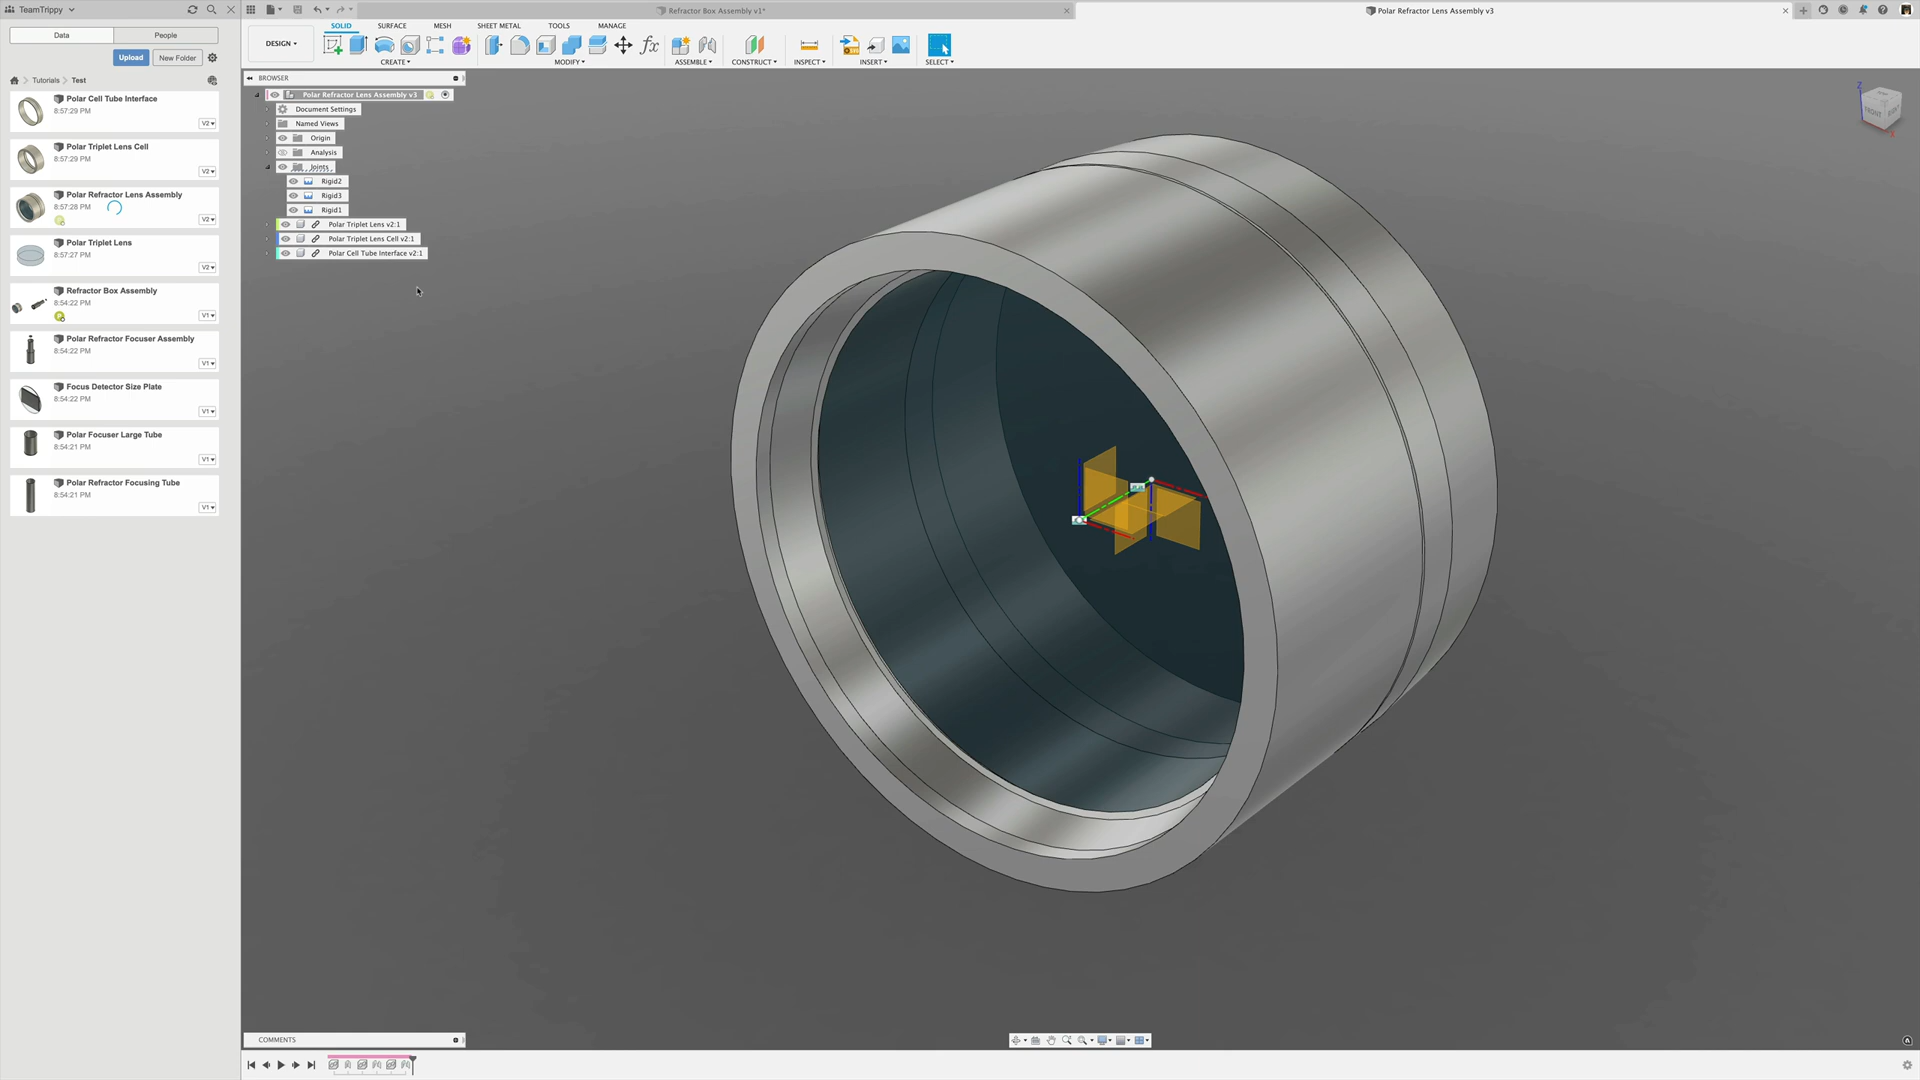 TeamTrippy
Data
People
Upload
New Folder
Tutorials
Test
Polar Cell Tube Interface
8:57:29 PM
V2
Polar Triplet Lens Cell
8:57:29 PM
V2
Polar Refractor Lens Assembly
8:57:28 PM
V2
Polar Triplet Lens
8:57:27 PM
V2
Refractor Box Assembly
8:54:22 PM
V1
Polar Refractor Focuser Assembly
8:54:22 PM
V1
Focus Detector Size Plate
8:54:22 PM
V1
Polar Focuser Large Tube
8:54:21 PM
V1
Polar Refractor Focusing Tube
8:54:21 PM
V1
Refractor Box Assembly v1*
Polar Refractor Lens Assembly v3
DESIGN
SOLID
SURFACE
MESH
SHEET METAL
TOOLS
MANAGE
CREATE
MODIFY
ASSEMBLE
CONSTRUCT
INSPECT
INSERT
SELECT
BROWSER
Polar Refractor Lens Assembly v3
Document Settings
Named Views
Origin
Analysis
Joints
Rigid2
Rigid3
Rigid1
Polar Triplet Lens v2:1
Polar Triplet Lens Cell v2:1
Polar Cell Tube Interface v2:1
Z
FRONT
COMMENTS